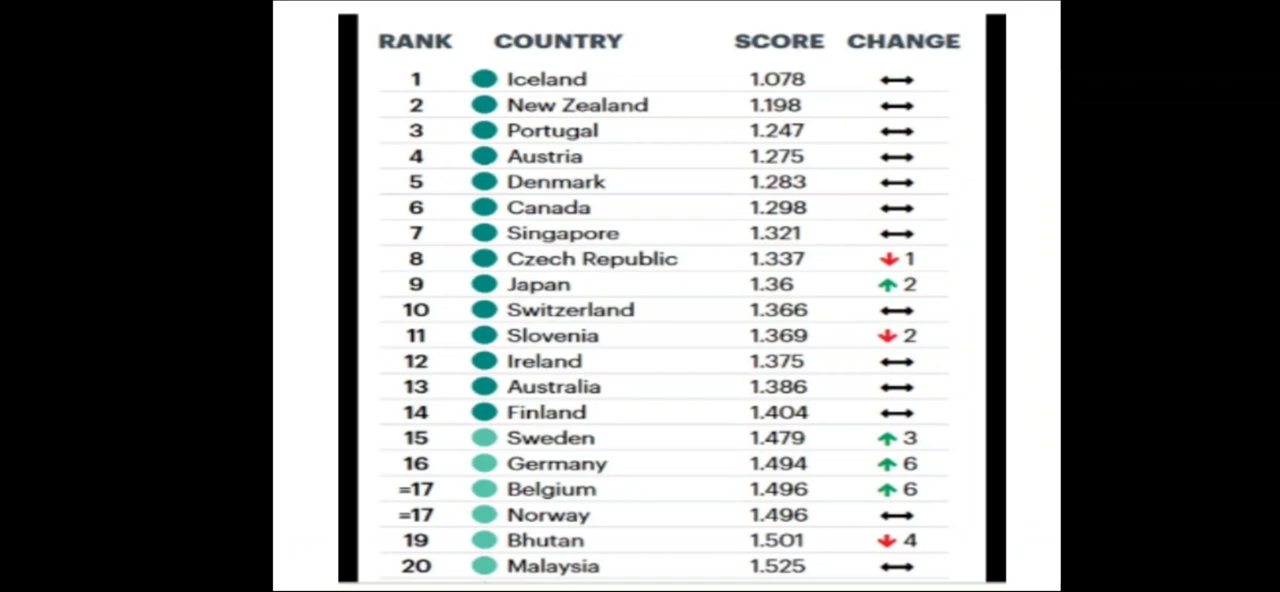 RANK COUNTRY SCORE CHANGE
1 Iceland 1.078 ↔
2 New Zealand 1.198 ↔
3 Portugal 1.247 ↔
4 Austria 1.275 ↔
5 Denmark 1.283 ↔
6 Canada 1.298 ↔
7 Singapore 1.321 ↔
8 Czech Republic 1.337 ↓ 1
9 Japan 1.36 ↑ 2
10 Switzerland 1.366 ↔
11 Slovenia 1.369 ↓ 2
12 Ireland 1.375 ↔
13 Australia 1.386 ↔
14 Finland 1.404 ↔
15 Sweden 1.479 ↑ 3
16 Germany 1.494 ↑ 6
=17 Belgium 1.496 ↑ 6
=17 Norway 1.496 ↔
19 Bhutan 1.501 ↓ 4
20 Malaysia 1.525 ↔